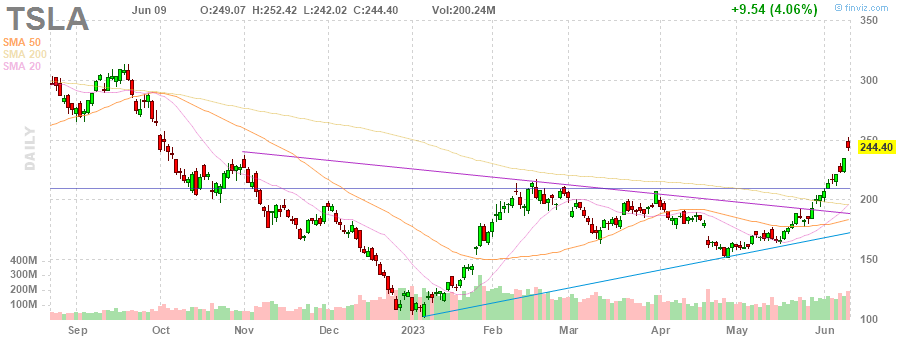 TSLA Jun 09 O:249.07 H:252.42 L:242.02 C:244.40 Vol:200.24M +9.54 (4.06%) finviz.com
SMA 50
SMA 200
SMA 20
DAILY
350
300
250
244.40
200
150
100
400M
300M
200M
100M
Sep Oct Nov Dec 2023 Feb Mar Apr May Jun